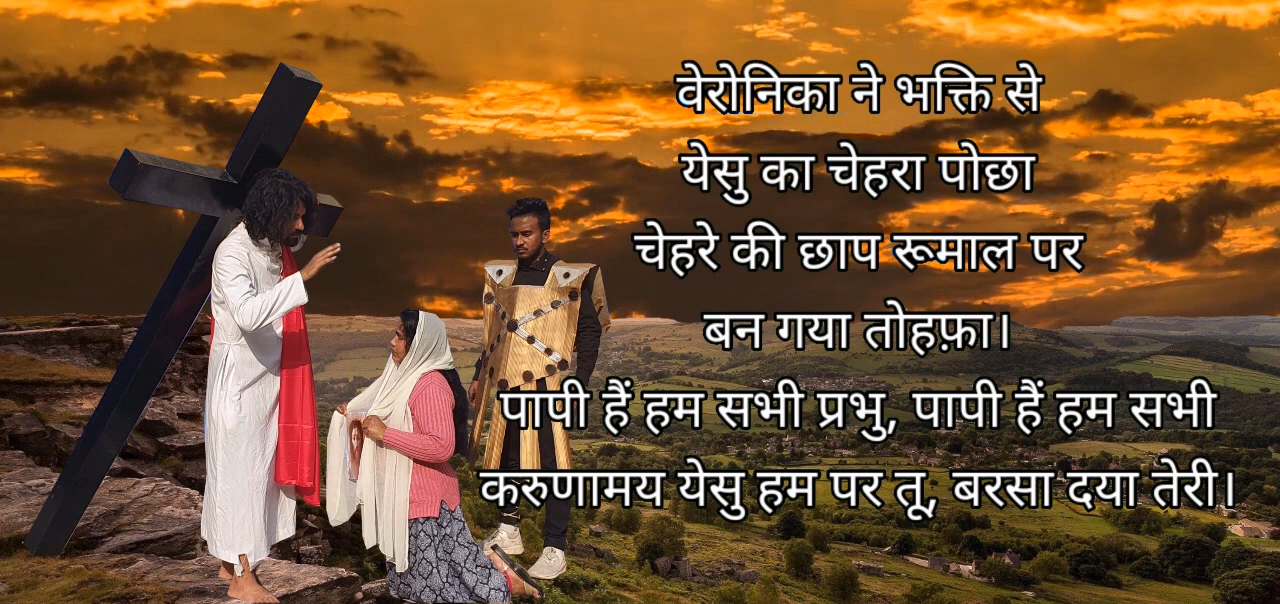 वेरोनिका ने भक्ति से
येसु का चेहरा पोछा
चेहरे की छाप रूमाल पर
बन गया तोहफ़ा।
पापी हैं हम सभी प्रभु, पापी हैं हम सभी
करुणामय येसु हम पर तू, बरसा दया तेरी।